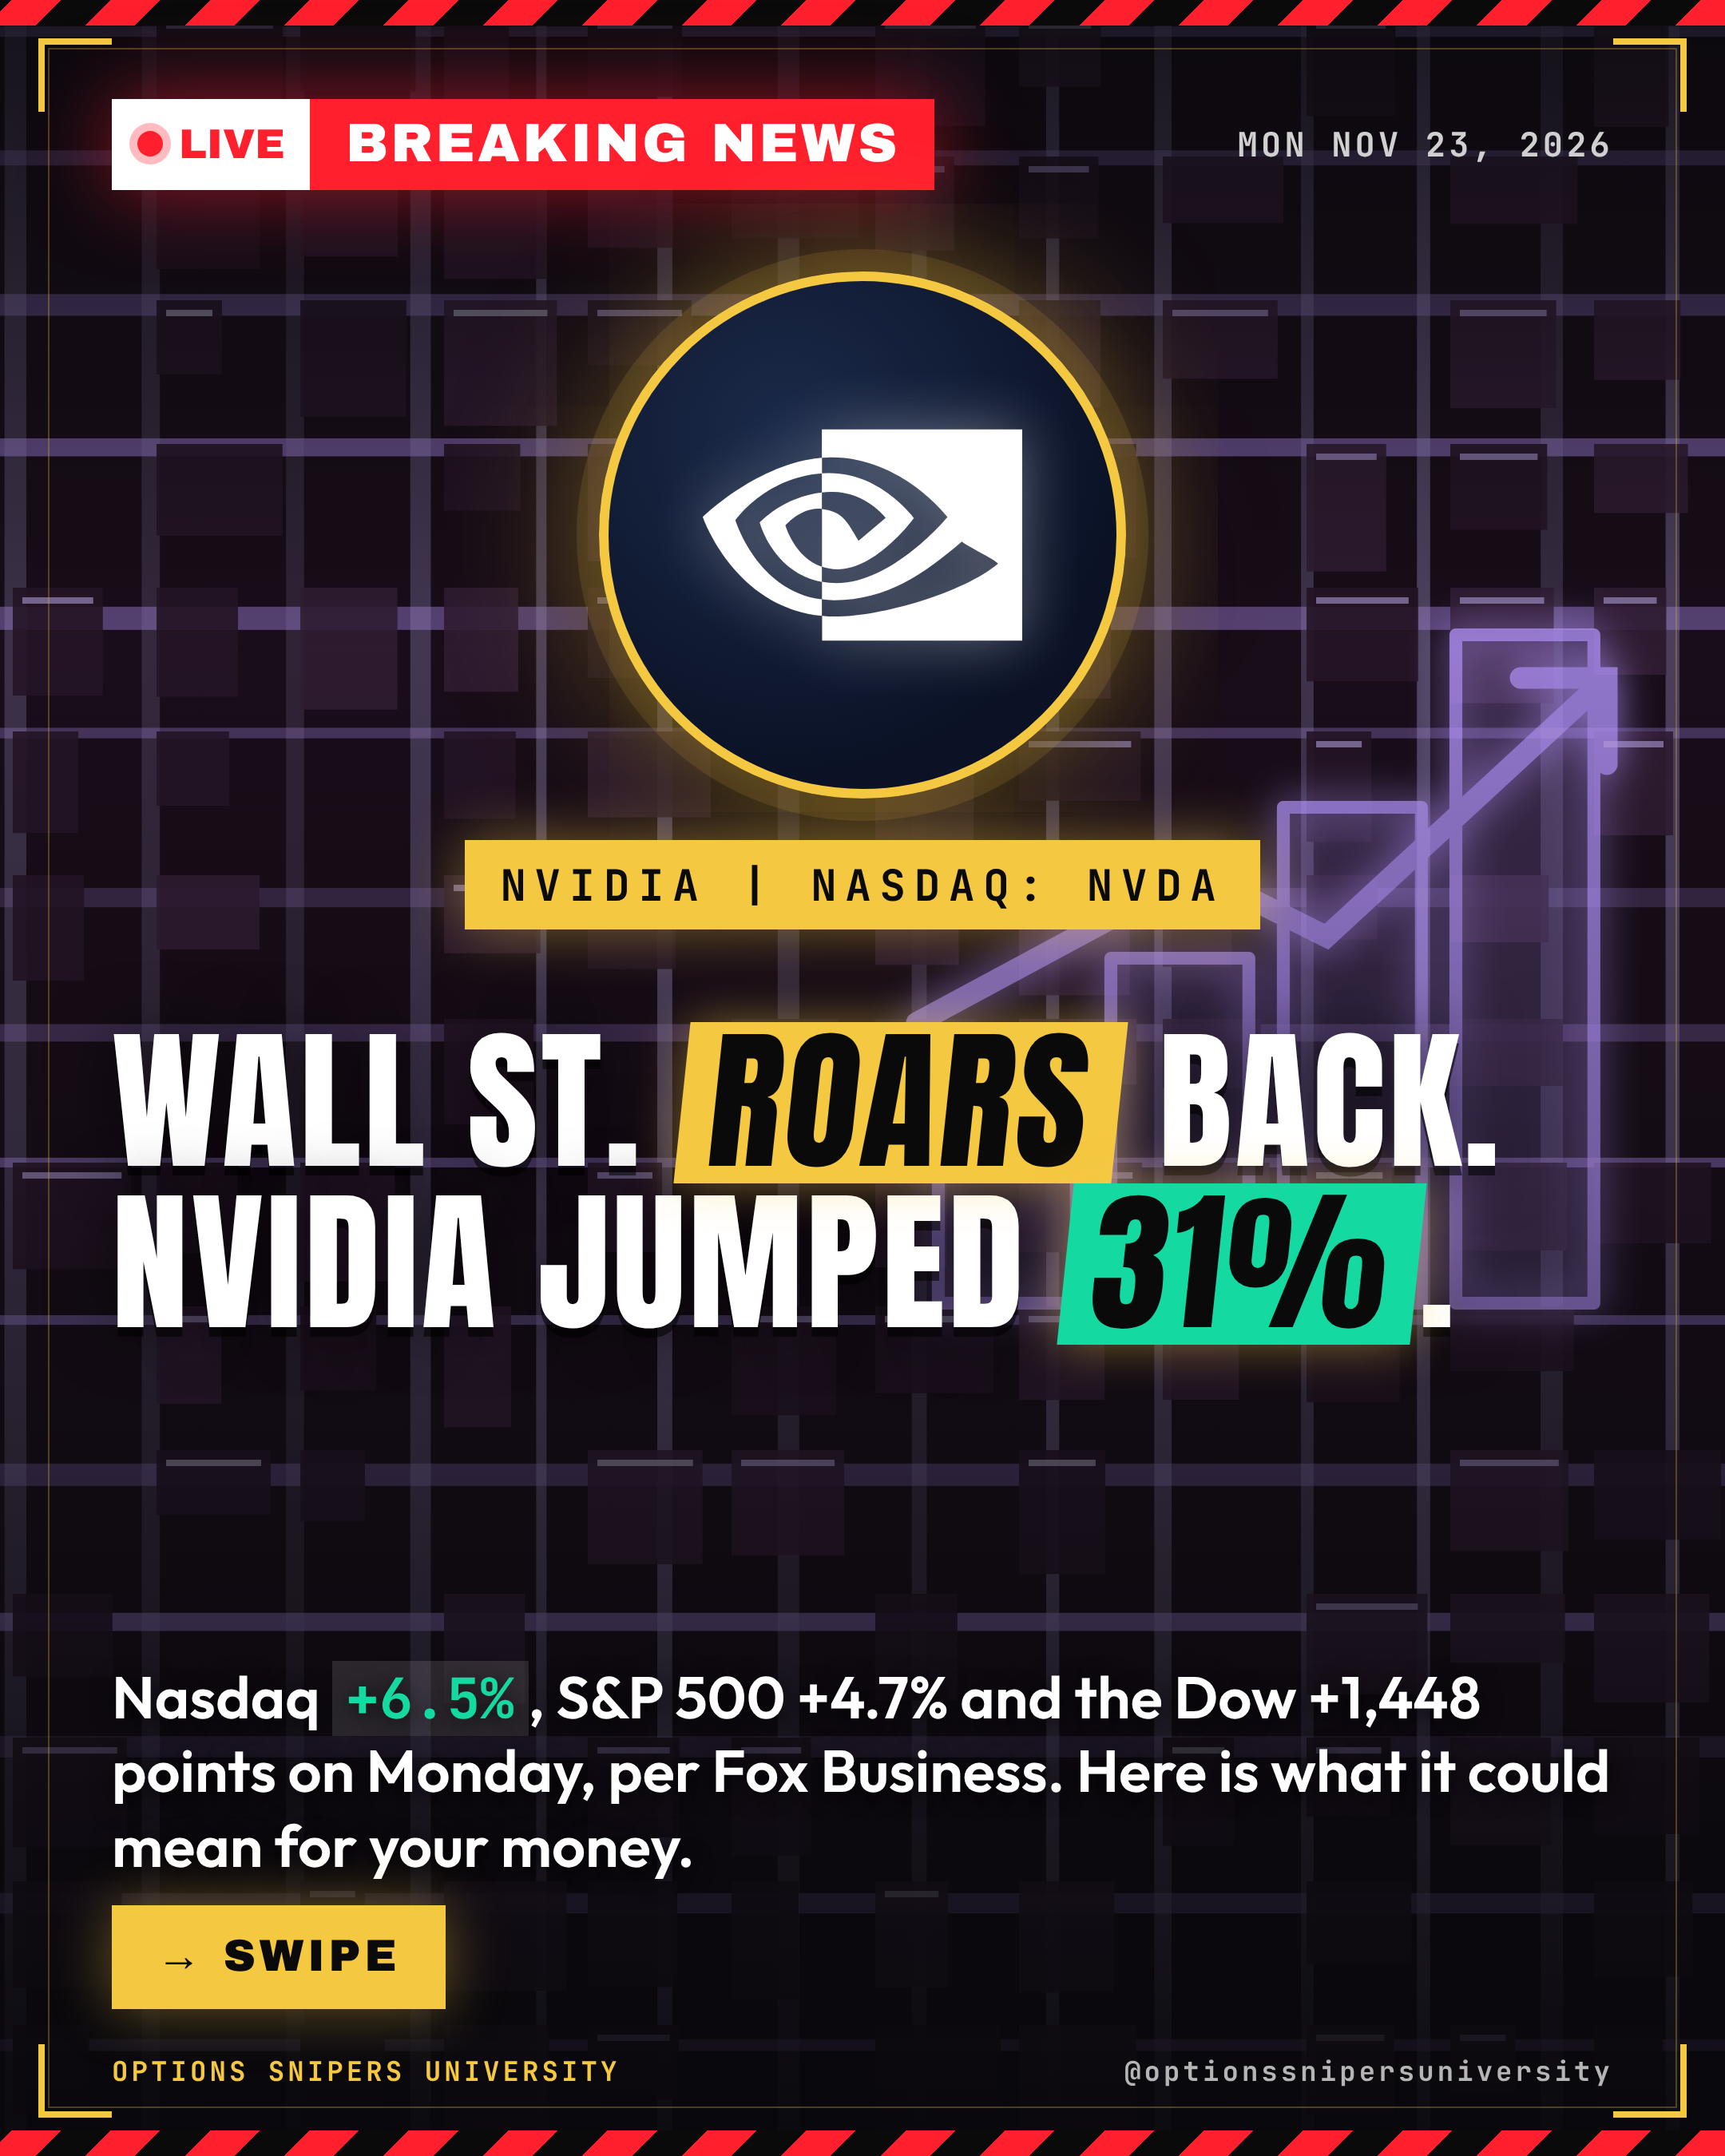 LIVE BREAKING NEWS
MON NOV 23, 2026
NVIDIA | NASDAQ: NVDA
WALL ST. ROARS BACK.
NVIDIA JUMPED 31%.
Nasdaq +6.5%, S&P 500 +4.7% and the Dow +1,448
points on Monday, per Fox Business. Here is what it could
mean for your money.
→ SWIPE
OPTIONS SNIPERS UNIVERSITY
@optionssnipersuniversity